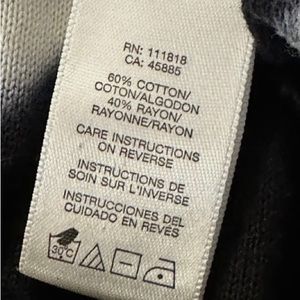 RN: 111818
CA: 45885
60% COTTON/
COTON/ALGODON
40% RAYON/
RAYONNE/RAYON
CARE INSTRUCTIONS
ON REVERSE
INSTRUCTIONS DE
SOIN SUR L'INVERSE
INSTRUCCIONES DEL
CUIDADO EN REVÉS
30°C